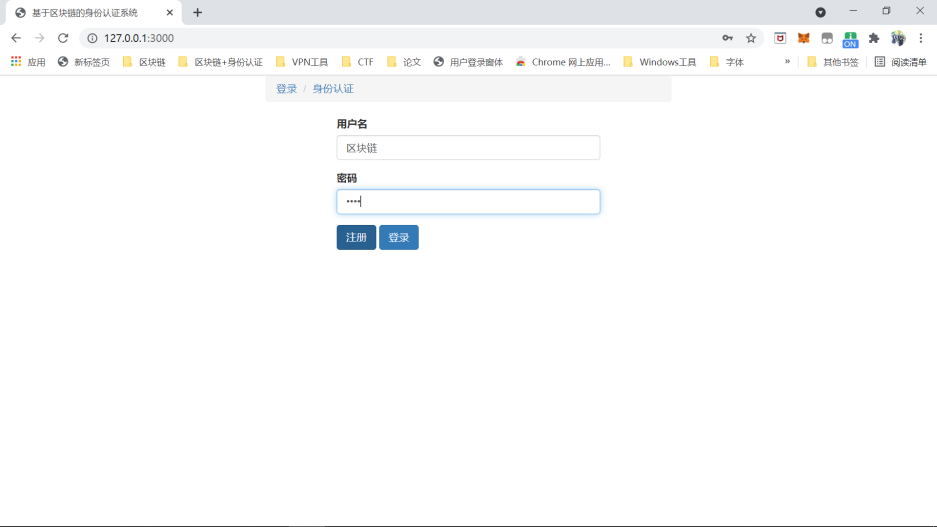 基于区块链的身份认证系统
127.0.0.1:3000
ON
应用 新标签页 区块链 区块链+身份认证 VPN工具 CTF 论文 用户登录窗体 Chrome 网上应用... Windows工具 字体 » 其他书签 阅读清单
登录 / 身份认证
用户名
区块链
密码
••••
注册 登录